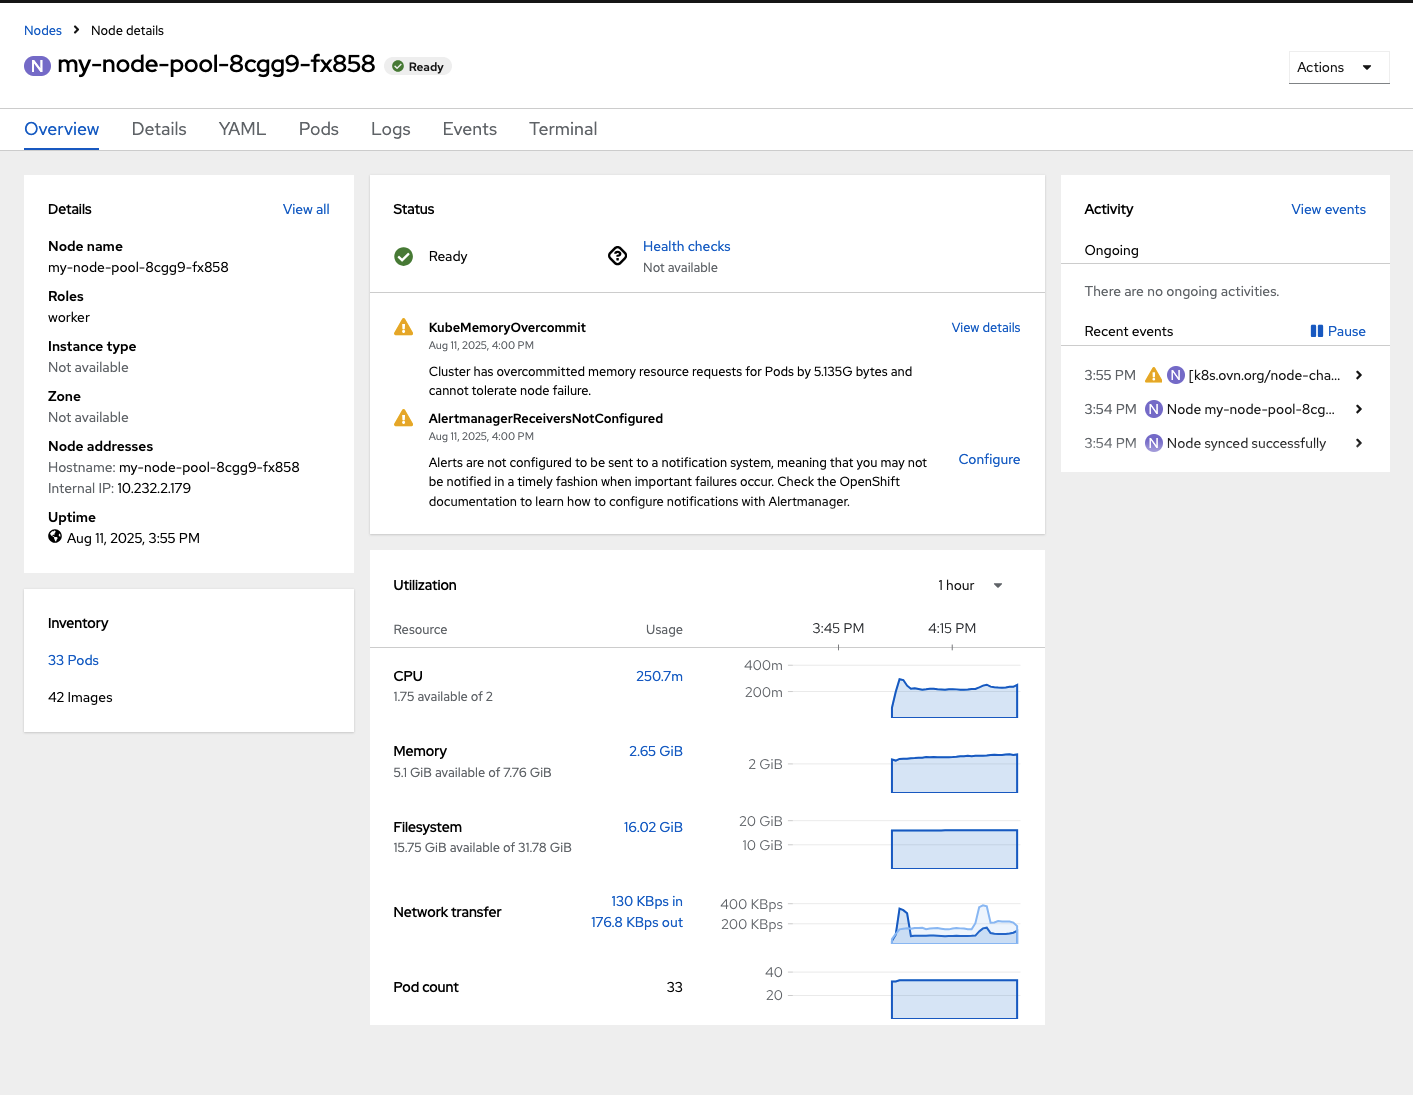 Nodes > Node details
N my-node-pool-8cgg9-fx858 Ready
Actions
Overview Details YAML Pods Logs Events Terminal
Details View all
Node name
my-node-pool-8cgg9-fx858
Roles
worker
Instance type
Not available
Zone
Not available
Node addresses
Hostname: my-node-pool-8cgg9-fx858
Internal IP: 10.232.2.179
Uptime
Aug 11, 2025, 3:55 PM
Inventory
33 Pods
42 Images
Status
Ready
Health checks
Not available
KubeMemoryOvercommit View details
Aug 11, 2025, 4:00 PM
Cluster has overcommitted memory resource requests for Pods by 5.135G bytes and
cannot tolerate node failure.
AlertmanagerReceiversNotConfigured
Aug 11, 2025, 4:00 PM
Alerts are not configured to be sent to a notification system, meaning that you may not
be notified in a timely fashion when important failures occur. Check the OpenShift
documentation to learn how to configure notifications with Alertmanager.
Configure
Utilization 1 hour
Resource Usage 3:45 PM 4:15 PM
CPU 250.7m
1.75 available of 2
400m
200m
Memory 2.65 GiB
5.1 GiB available of 7.76 GiB
2 GiB
Filesystem 16.02 GiB
15.75 GiB available of 31.78 GiB
20 GiB
10 GiB
Network transfer
130 KBps in
176.8 KBps out
400 KBps
200 KBps
Pod count 33
40
20
Activity View events
Ongoing
There are no ongoing activities.
Recent events Pause
3:55 PM N [k8s.ovn.org/node-cha...
3:54 PM N Node my-node-pool-8cg...
3:54 PM N Node synced successfully